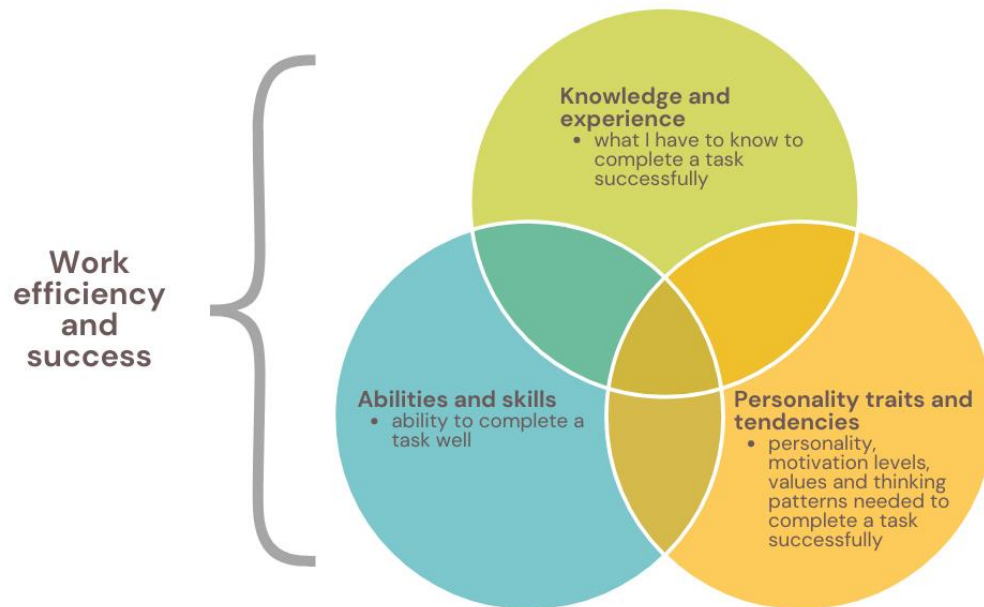 Work
efficiency
and
success
Knowledge and
experience
• what I have to know to
complete a task
successfully
Abilities and skills
• ability to complete a
task well
Personality traits and
tendencies
• personality,
motivation levels,
values and thinking
patterns needed to
complete a task
successfully